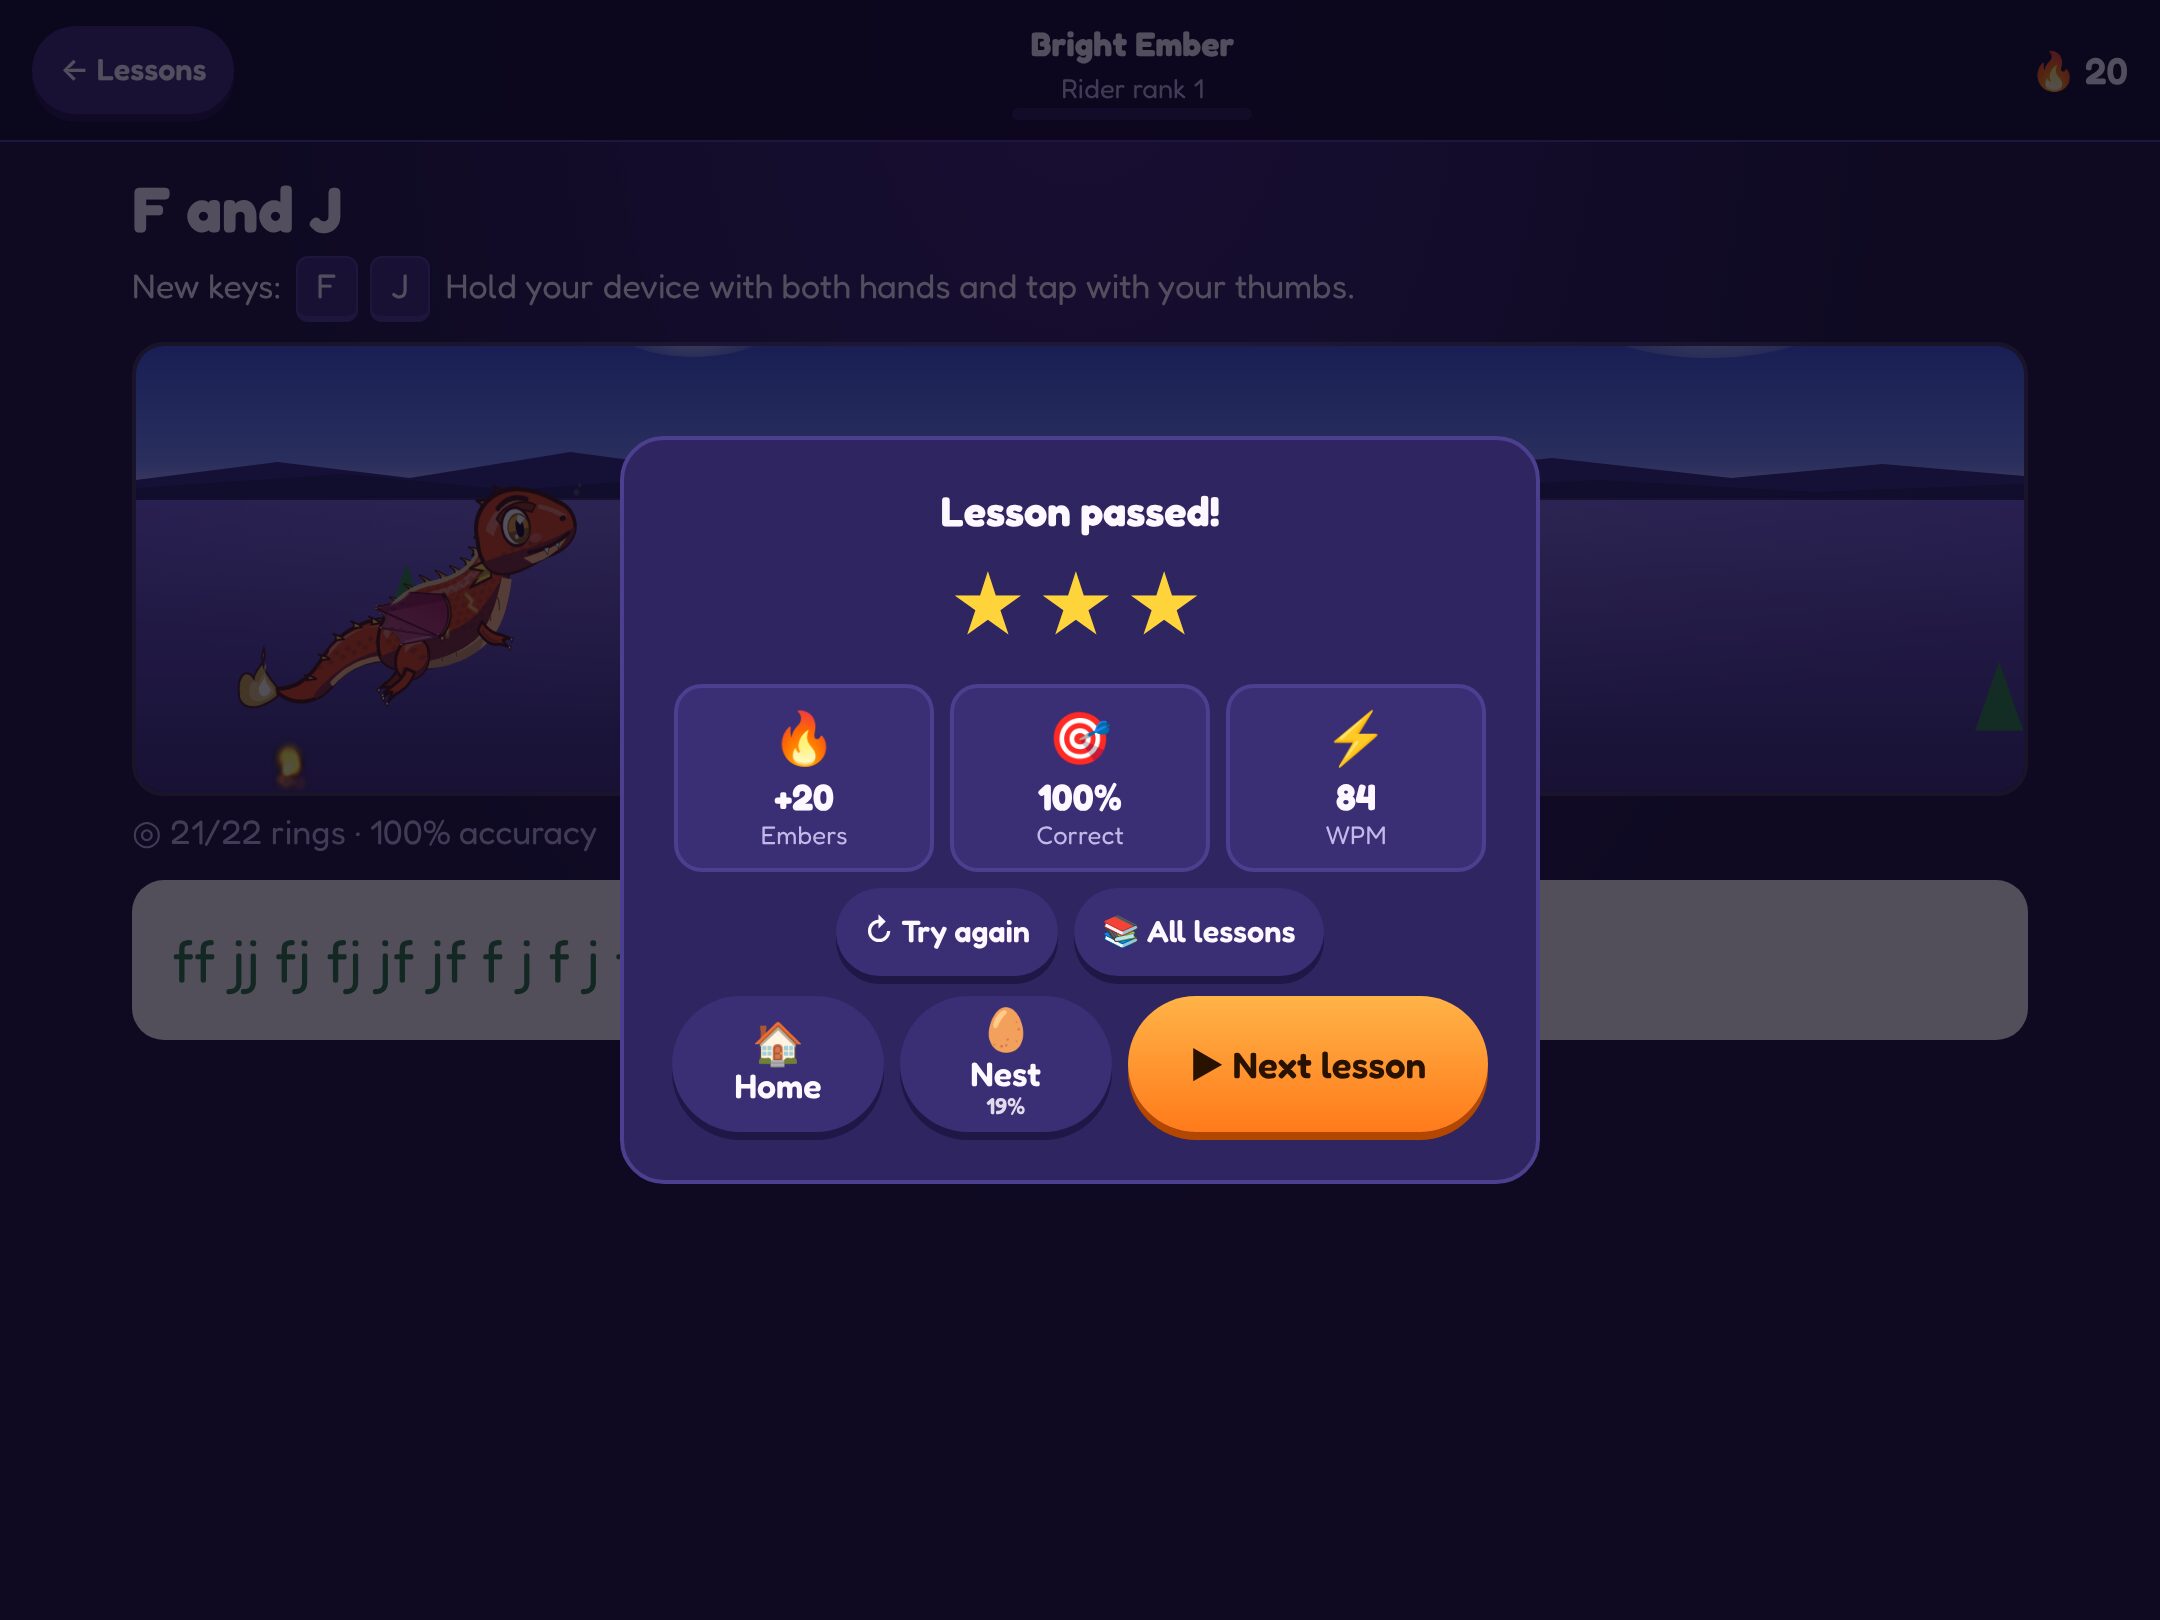 ← Lessons
Bright Ember
Rider rank 1
20
F and J
New keys: F J Hold your device with both hands and tap with your thumbs.
21/22 rings · 100% accuracy
ff jj fj fj jf jf f j f j
Lesson passed!
+20
Embers
100%
Correct
84
WPM
↻ Try again
All lessons
Home
Nest
19%
▶ Next lesson